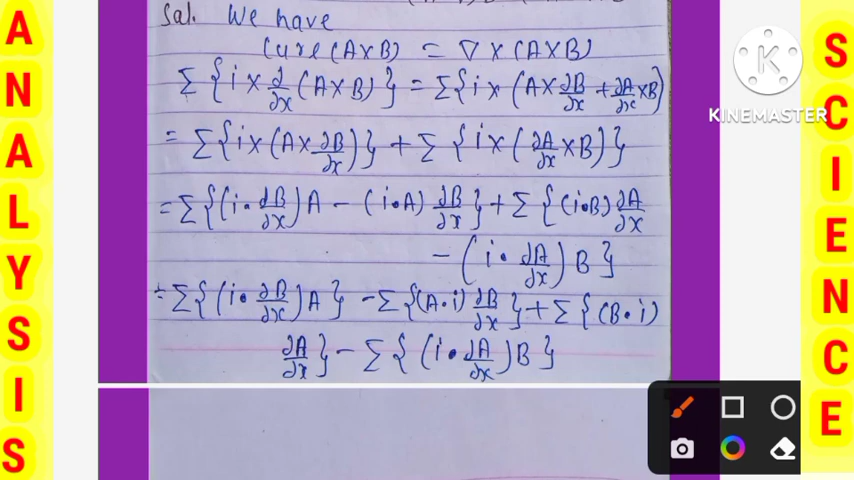 Sol. We have
Curl (A×B) = ∇ × (A×B)
Σ { i × ∂/∂x (A×B) } = Σ{ i × (A× ∂B/∂x + ∂A/∂x ×B) }
= Σ { i × (A× ∂B/∂x) } + Σ { i × (∂A/∂x ×B) }
= Σ { (i · ∂B/∂x) A − (i·A) ∂B/∂x } + Σ { (i·B) ∂A/∂x
− ( i · ∂A/∂x ) B }
= Σ { (i · ∂B/∂x) A } − Σ {(A·i) ∂B/∂x } + Σ { (B·i)
∂A/∂x } − Σ { (i · ∂A/∂x) B }
ANALYSIS
SCIENCE
KINEMASTER